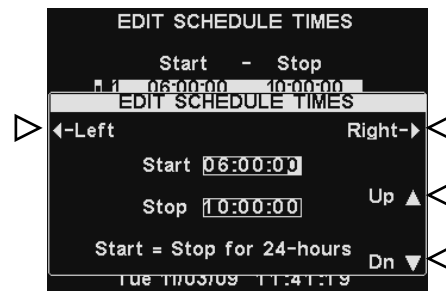 EDIT SCHEDULE TIMES
Start - Stop
1 06:00:00 10:00:00
EDIT SCHEDULE TIMES
-Left Right-
Start 06:00:00
Stop 10:00:00
Up
Start = Stop for 24-hours
Dn
Tue 11/03/09 11:41:19